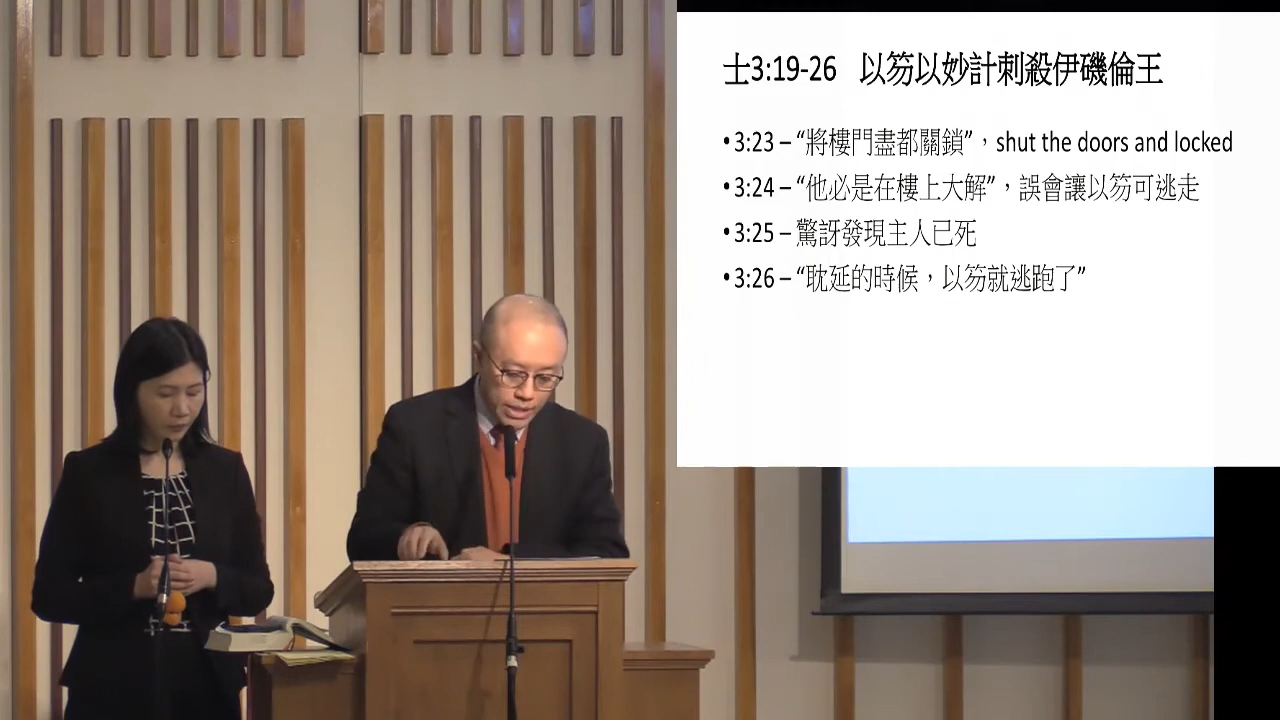 士3:19-26 以笏以妙計刺殺伊磯倫王
•3:23 – “將樓門盡都關鎖”，shut the doors and locked
•3:24 – “他必是在樓上大解”，誤會讓以笏可逃走
•3:25 – 驚訝發現主人已死
•3:26 – “耽延的時候，以笏就逃跑了”